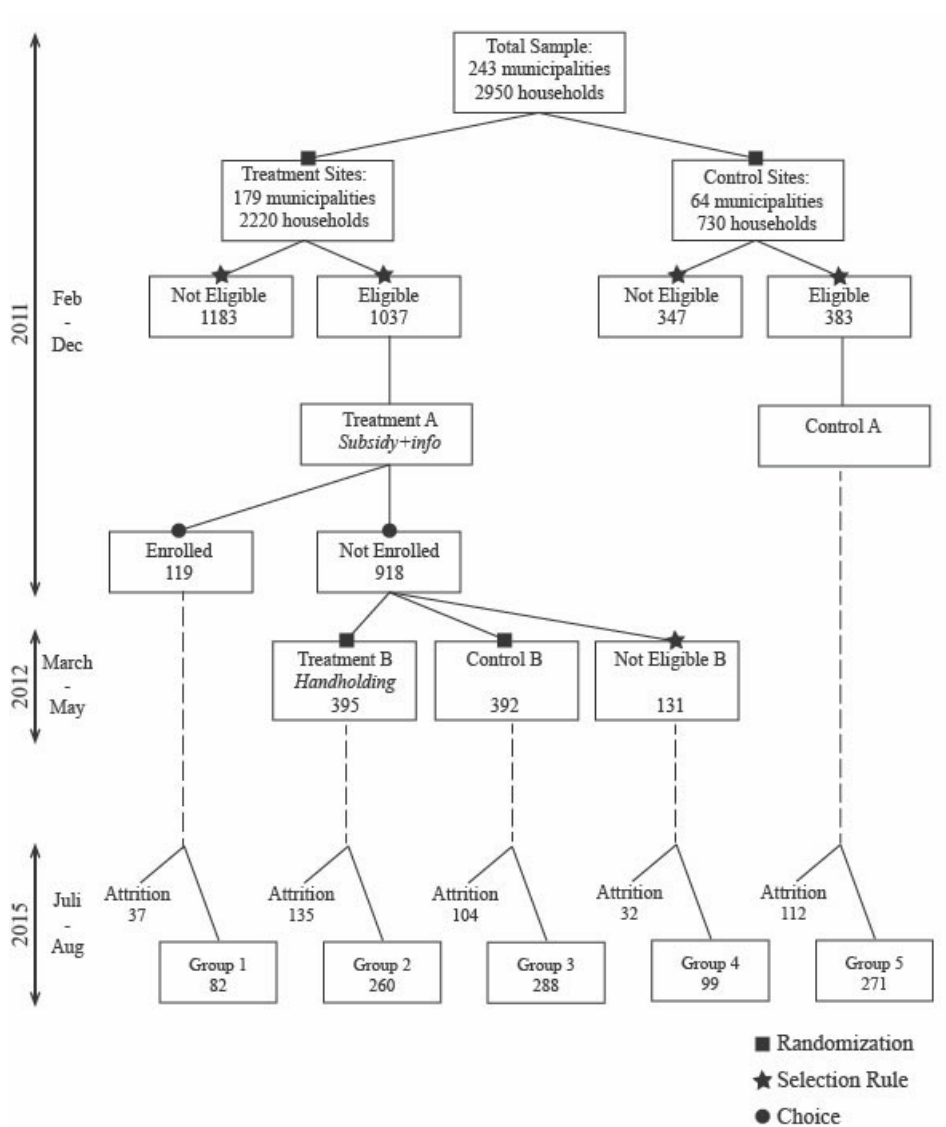 Total Sample:
243 municipalities
2950 households
Treatment Sites:
179 municipalities
2220 households
Control Sites:
64 municipalities
730 households
2011
Feb
-
Dec
Not Eligible
1183
Eligible
1037
Not Eligible
347
Eligible
383
Treatment A
Subsidy+info
Control A
Enrolled
119
Not Enrolled
918
2012
March
-
May
Treatment B
Handholding
395
Control B
392
Not Eligible B
131
2015
Juli
-
Aug
Attrition
37
Attrition
135
Attrition
104
Attrition
32
Attrition
112
Group 1
82
Group 2
260
Group 3
288
Group 4
99
Group 5
271
Randomization
Selection Rule
Choice